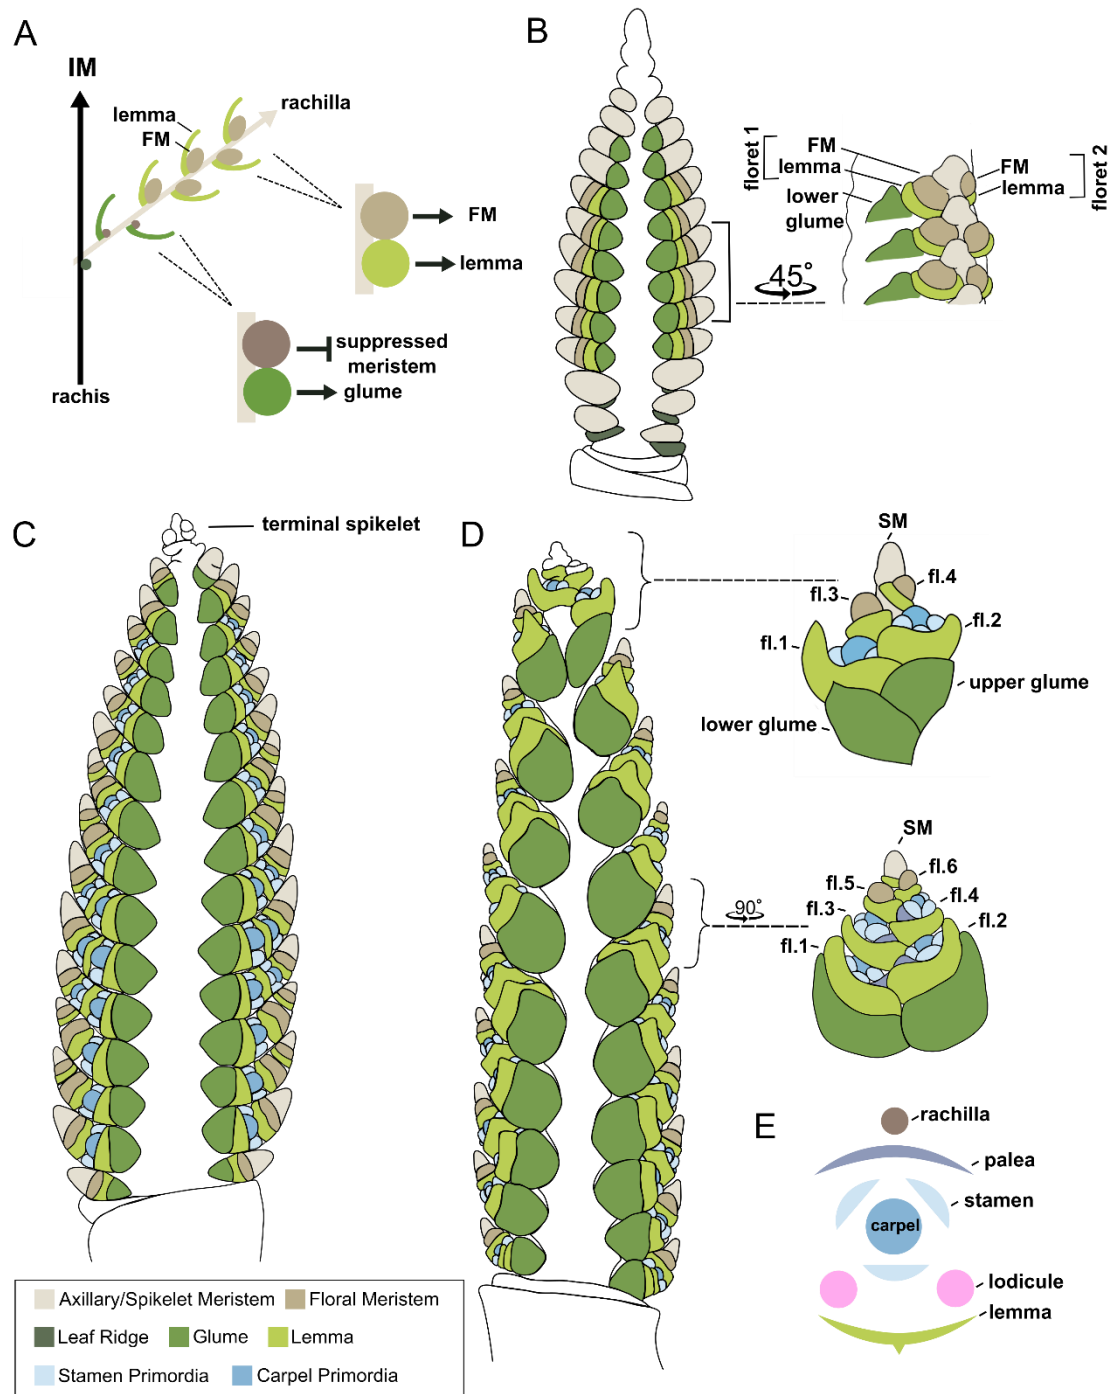 A
IM
lemma
FM
rachilla
FM
lemma
suppressed
meristem
glume
rachis
B
floret 1
FM
lemma
lower
glume
FM
lemma
floret 2
45°
C
terminal spikelet
D
SM
fl.4
fl.3
fl.2
fl.1
upper glume
lower glume
90°
SM
fl.6
fl.5
fl.4
fl.3
fl.2
fl.1
E
rachilla
palea
stamen
carpel
lodicule
lemma
Axillary/Spikelet Meristem
Floral Meristem
Leaf Ridge
Glume
Lemma
Stamen Primordia
Carpel Primordia